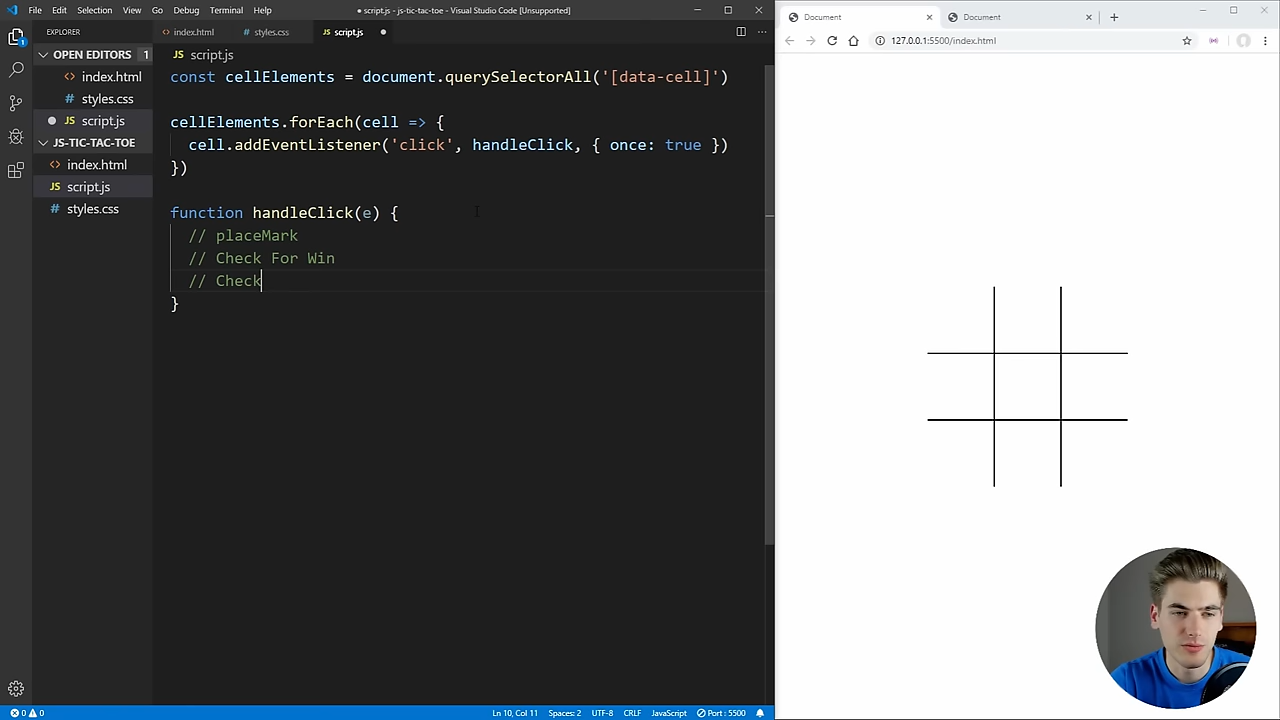 File Edit Selection View Go Debug Terminal Help
● script.js - js-tic-tac-toe - Visual Studio Code [Unsupported]
EXPLORER
OPEN EDITORS 1
index.html
styles.css
script.js
JS-TIC-TAC-TOE
index.html
script.js
styles.css
index.html styles.css script.js
script.js
const cellElements = document.querySelectorAll('[data-cell]')
cellElements.forEach(cell => {
cell.addEventListener('click', handleClick, { once: true })
})
function handleClick(e) {
// placeMark
// Check For Win
// Check
}
0 0 Ln 10, Col 11 Spaces: 2 UTF-8 CRLF JavaScript Port : 5500
Document Document
127.0.0.1:5500/index.html